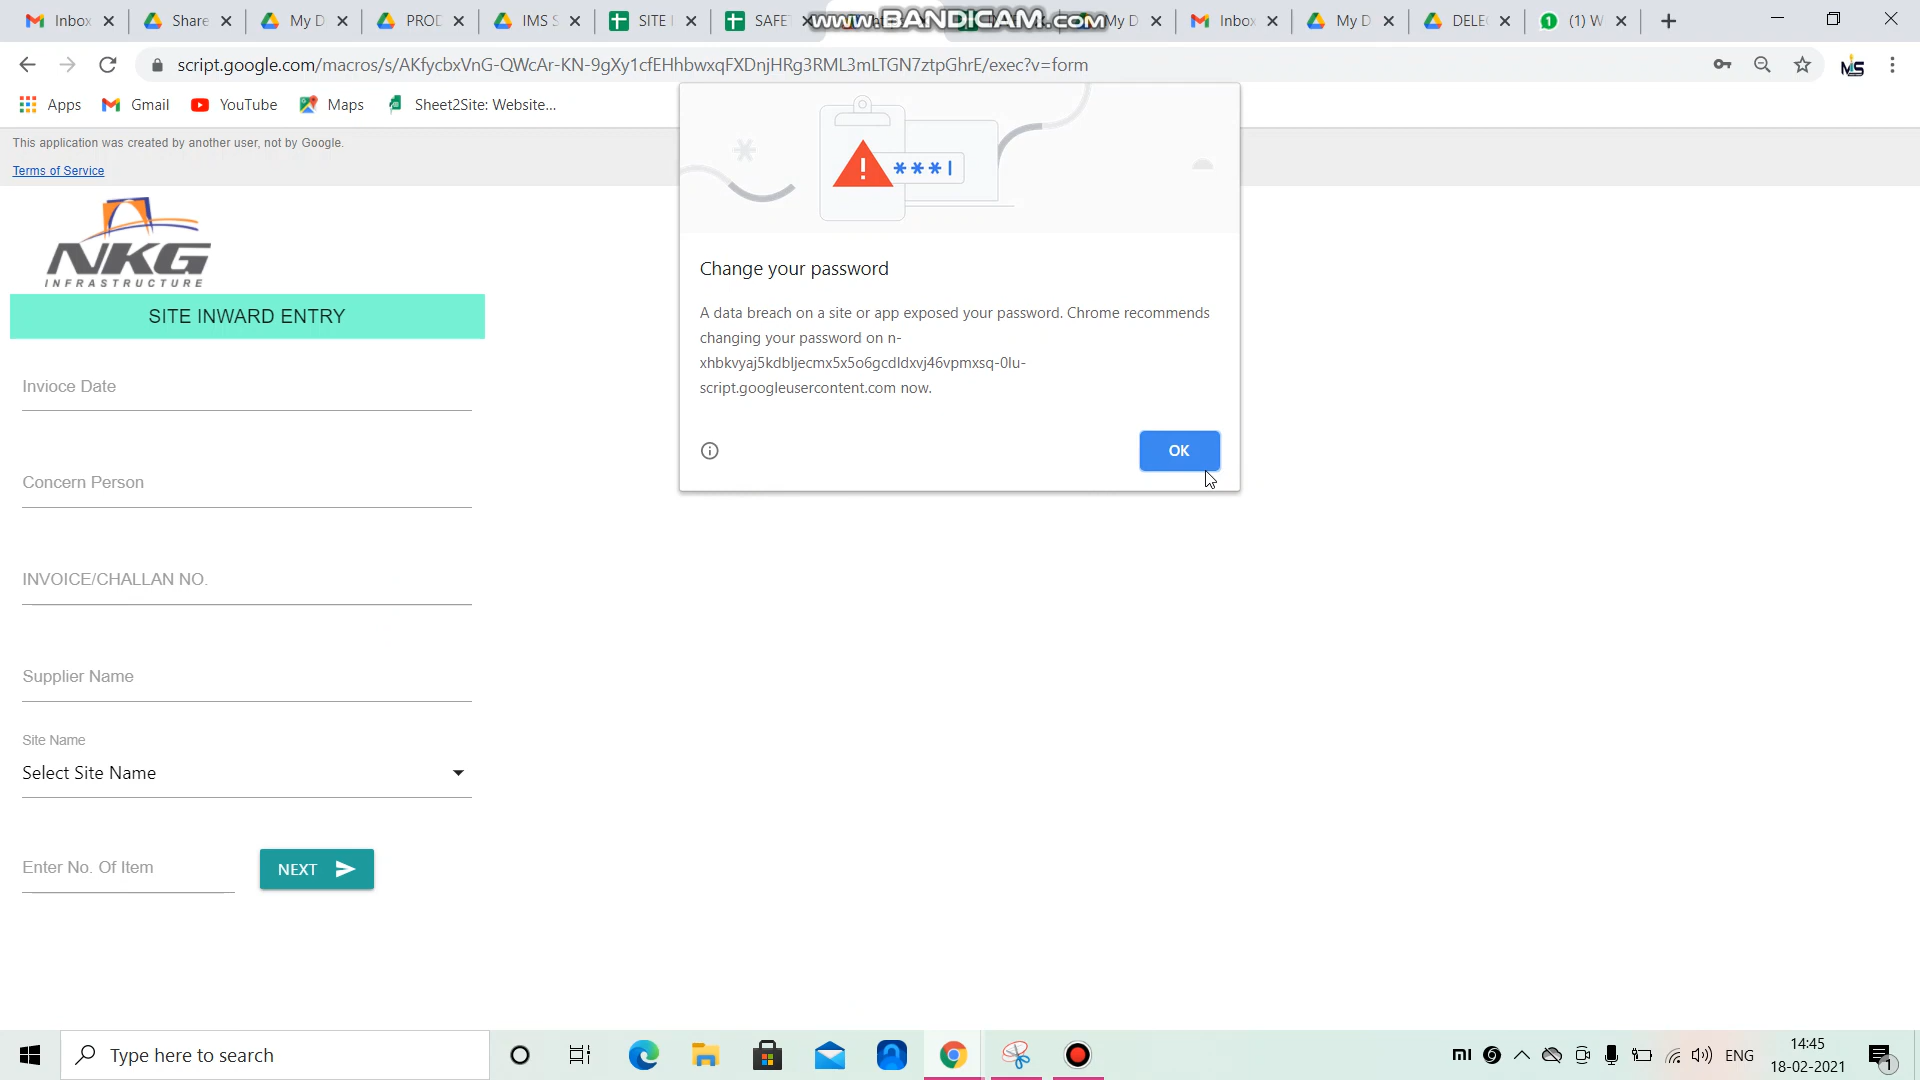 Inbox
Share
My D
PROD
IMS S
SITE I
SAFE
www.BANDICAM.com
My D
Inbox
My D
DELE
(1) W
script.google.com/macros/s/AKfycbxVnG-QWcAr-KN-9gXy1cfEHhbwxqFXDnjHRg3RML3mLTGN7ztpGhrE/exec?v=form
MIS
Apps
Gmail
YouTube
Maps
Sheet2Site: Website...
This application was created by another user, not by Google.
Terms of Service
NKG
INFRASTRUCTURE
SITE INWARD ENTRY
Invioce Date
Concern Person
INVOICE/CHALLAN NO.
Supplier Name
Site Name
Select Site Name
Enter No. Of Item
NEXT
Change your password
A data breach on a site or app exposed your password. Chrome recommends
changing your password on n-
xhbkvyaj5kdbljecmx5x5o6gcdldxvj46vpmxsq-0lu-
script.googleusercontent.com now.
OK
Type here to search
mi
ENG
14:45
18-02-2021
1